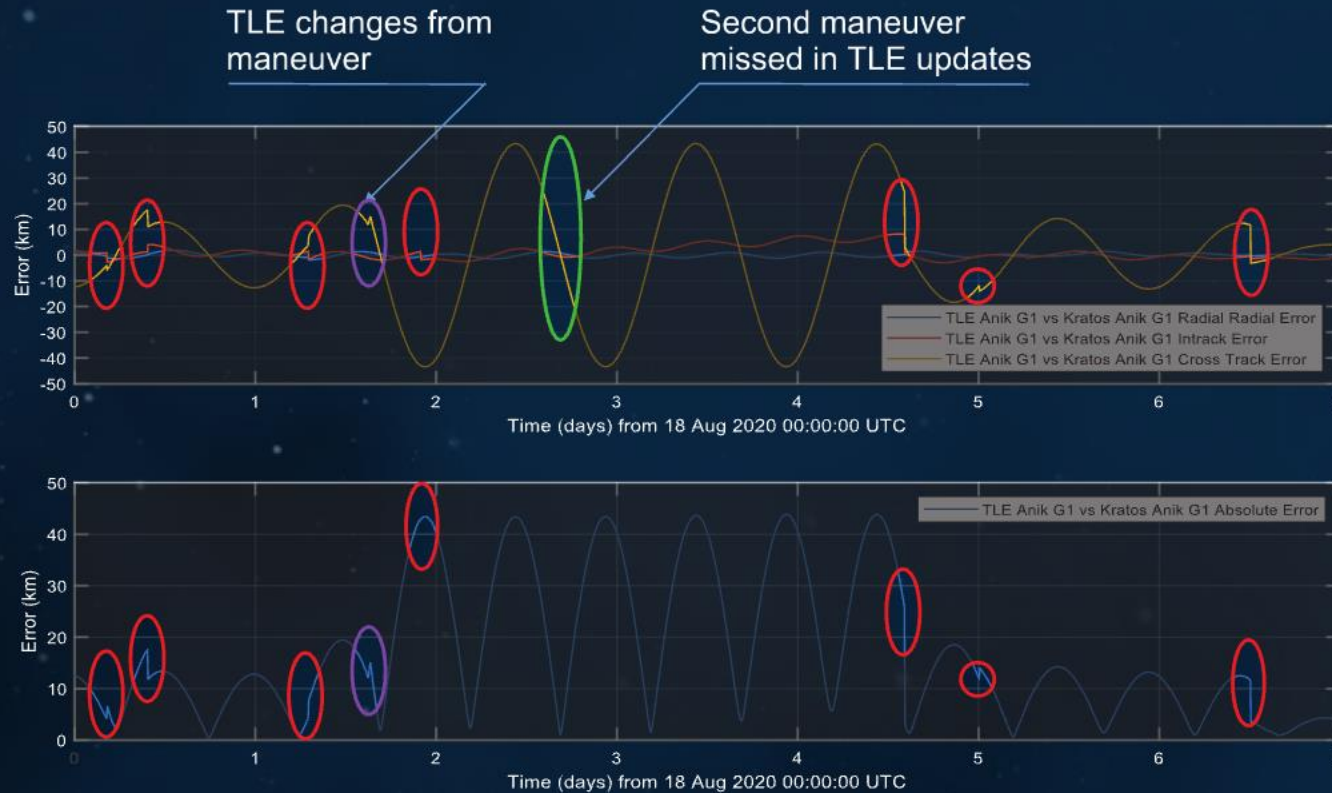 TLE changes from
maneuver
Second maneuver
missed in TLE updates
50
40
30
20
10
0
-10
-20
-30
-40
-50
Error (km)
TLE Anik G1 vs Kratos Anik G1 Radial Radial Error
TLE Anik G1 vs Kratos Anik G1 Intrack Error
TLE Anik G1 vs Kratos Anik G1 Cross Track Error
0 1 2 3 4 5 6
Time (days) from 18 Aug 2020 00:00:00 UTC
50
40
30
20
10
0
Error (km)
TLE Anik G1 vs Kratos Anik G1 Absolute Error
0 1 2 3 4 5 6
Time (days) from 18 Aug 2020 00:00:00 UTC